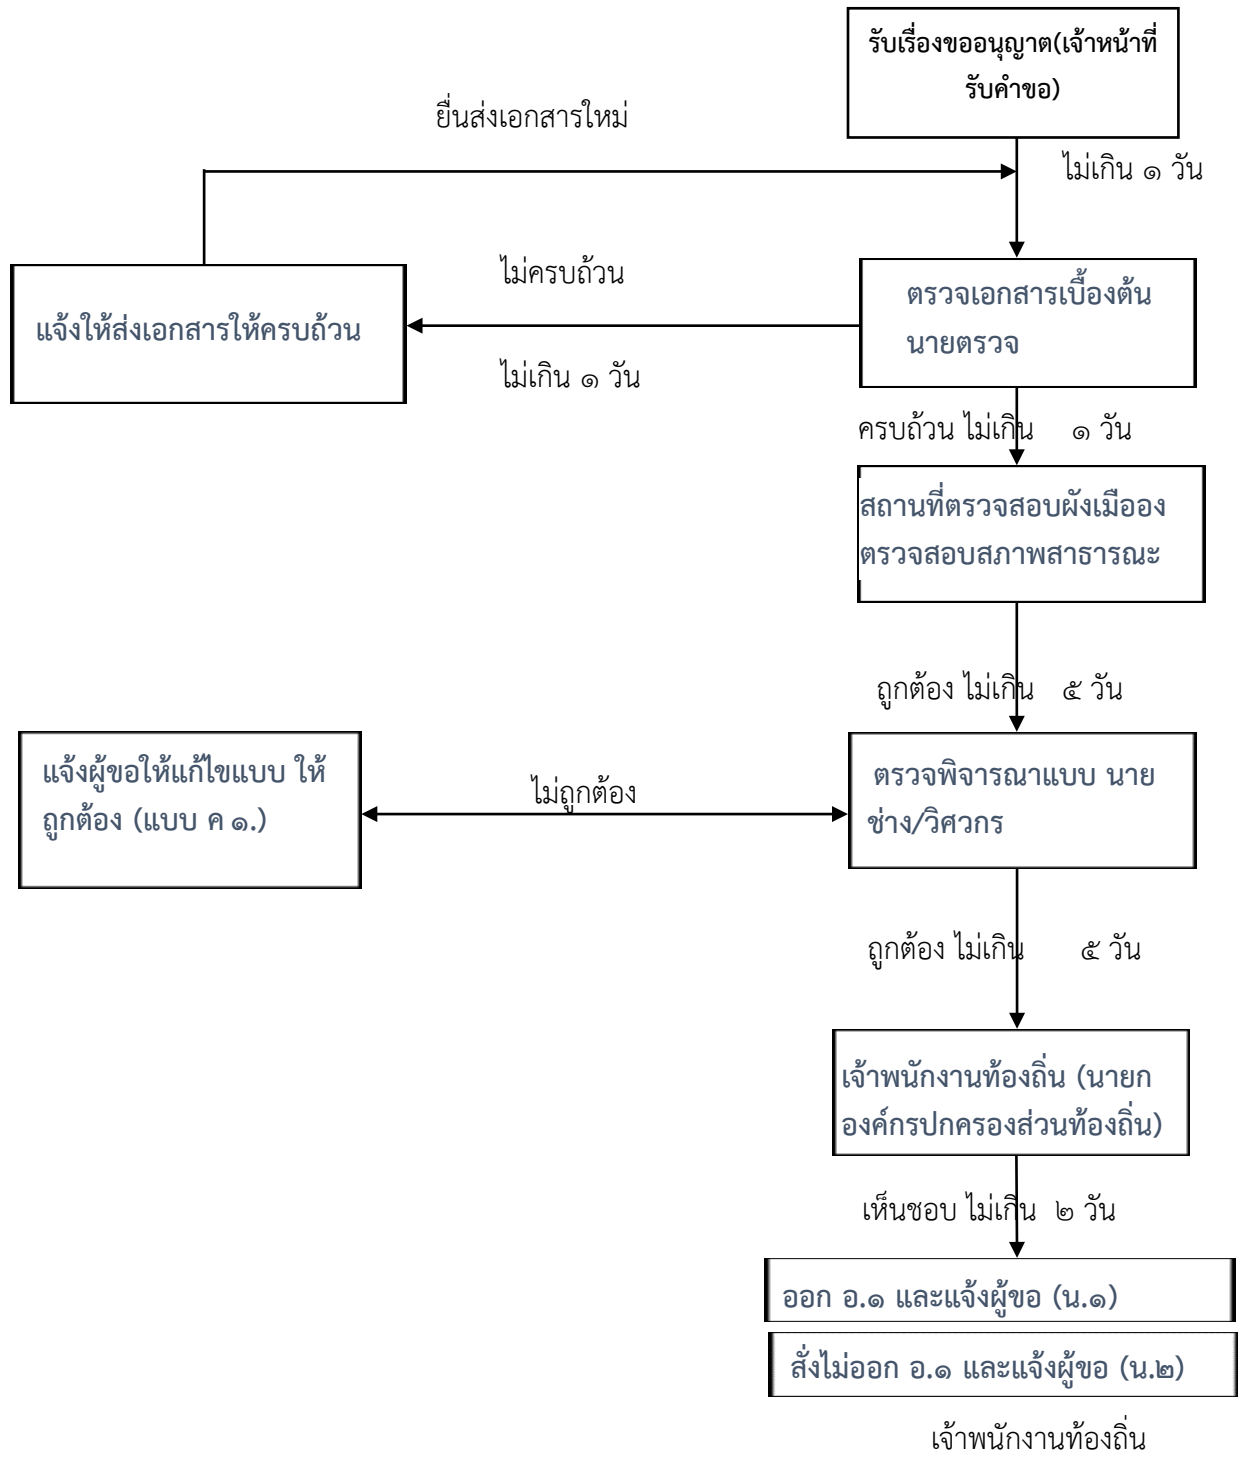 รับเรื่องขออนุญาต(เจ้าหน้าที่
รับคำขอ)
ยื่นส่งเอกสารใหม่
ไม่เกิน ๑ วัน
ไม่ครบถ้วน
ตรวจเอกสารเบื้องต้น
นายตรวจ
แจ้งให้ส่งเอกสารให้ครบถ้วน
ไม่เกิน ๑ วัน
ครบถ้วน ไม่เกิน ๑ วัน
สถานที่ตรวจสอบผังเมือออง
ตรวจสอบสภาพสาธารณะ
ถูกต้อง ไม่เกิน ๕ วัน
แจ้งผู้ขอให้แก้ไขแบบ ให้
ถูกต้อง (แบบ ค ๑.)
ไม่ถูกต้อง
ตรวจพิจารณาแบบ นาย
ช่าง/วิศวกร
ถูกต้อง ไม่เกิน ๕ วัน
เจ้าพนักงานท้องถิ่น (นายก
องค์กรปกครองส่วนท้องถิ่น)
เห็นชอบ ไม่เกิน ๒ วัน
ออก อ.๑ และแจ้งผู้ขอ (น.๑)
สั่งไม่ออก อ.๑ และแจ้งผู้ขอ (น.๒)
เจ้าพนักงานท้องถิ่น